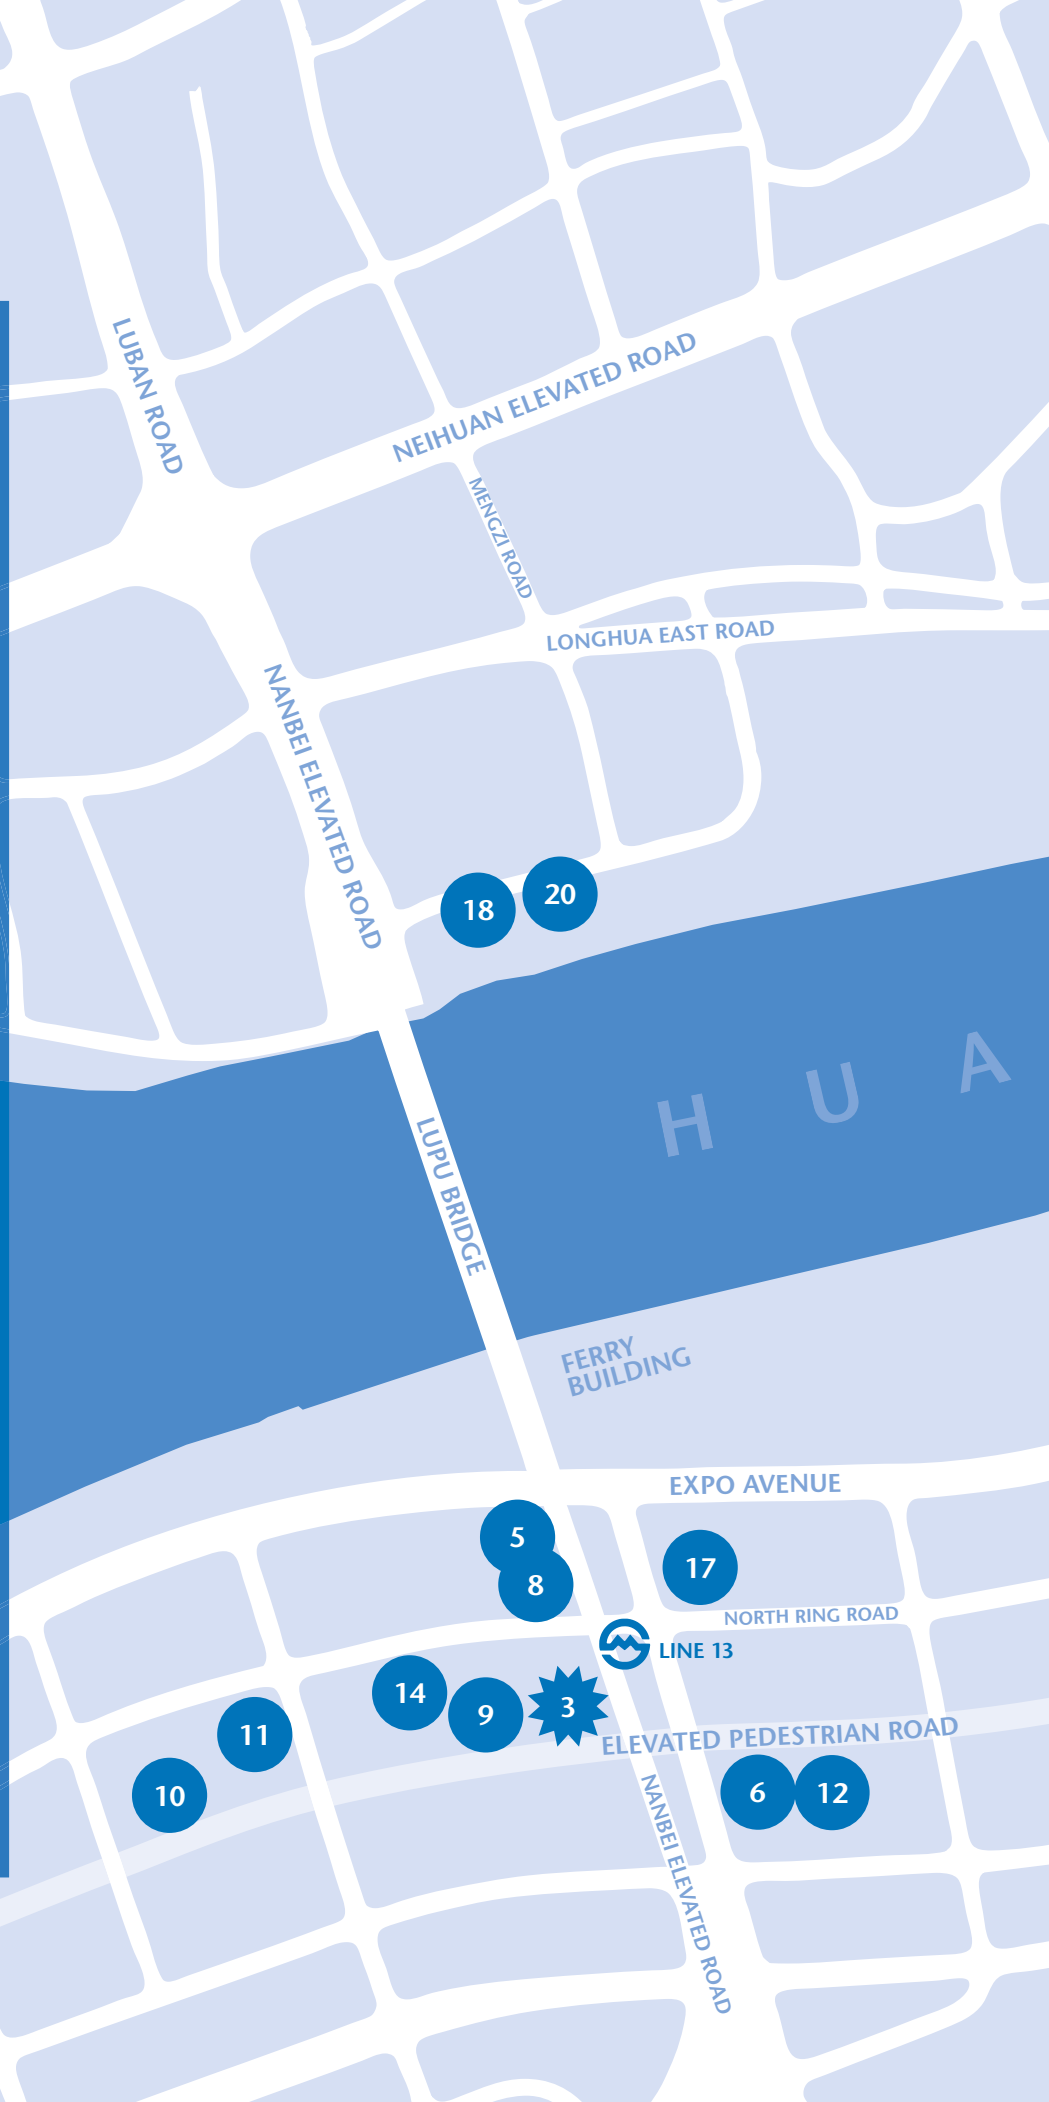 LUBAN ROAD
NEIHUAN ELEVATED ROAD
MENGZI ROAD
LONGHUA EAST ROAD
NANBEI ELEVATED ROAD
18
20
H U A
LUPU BRIDGE
FERRY
BUILDING
EXPO AVENUE
5
8
17
NORTH RING ROAD
LINE 13
14
9
3
11
10
ELEVATED PEDESTRIAN ROAD
6
12
NANBEI ELEVATED ROAD